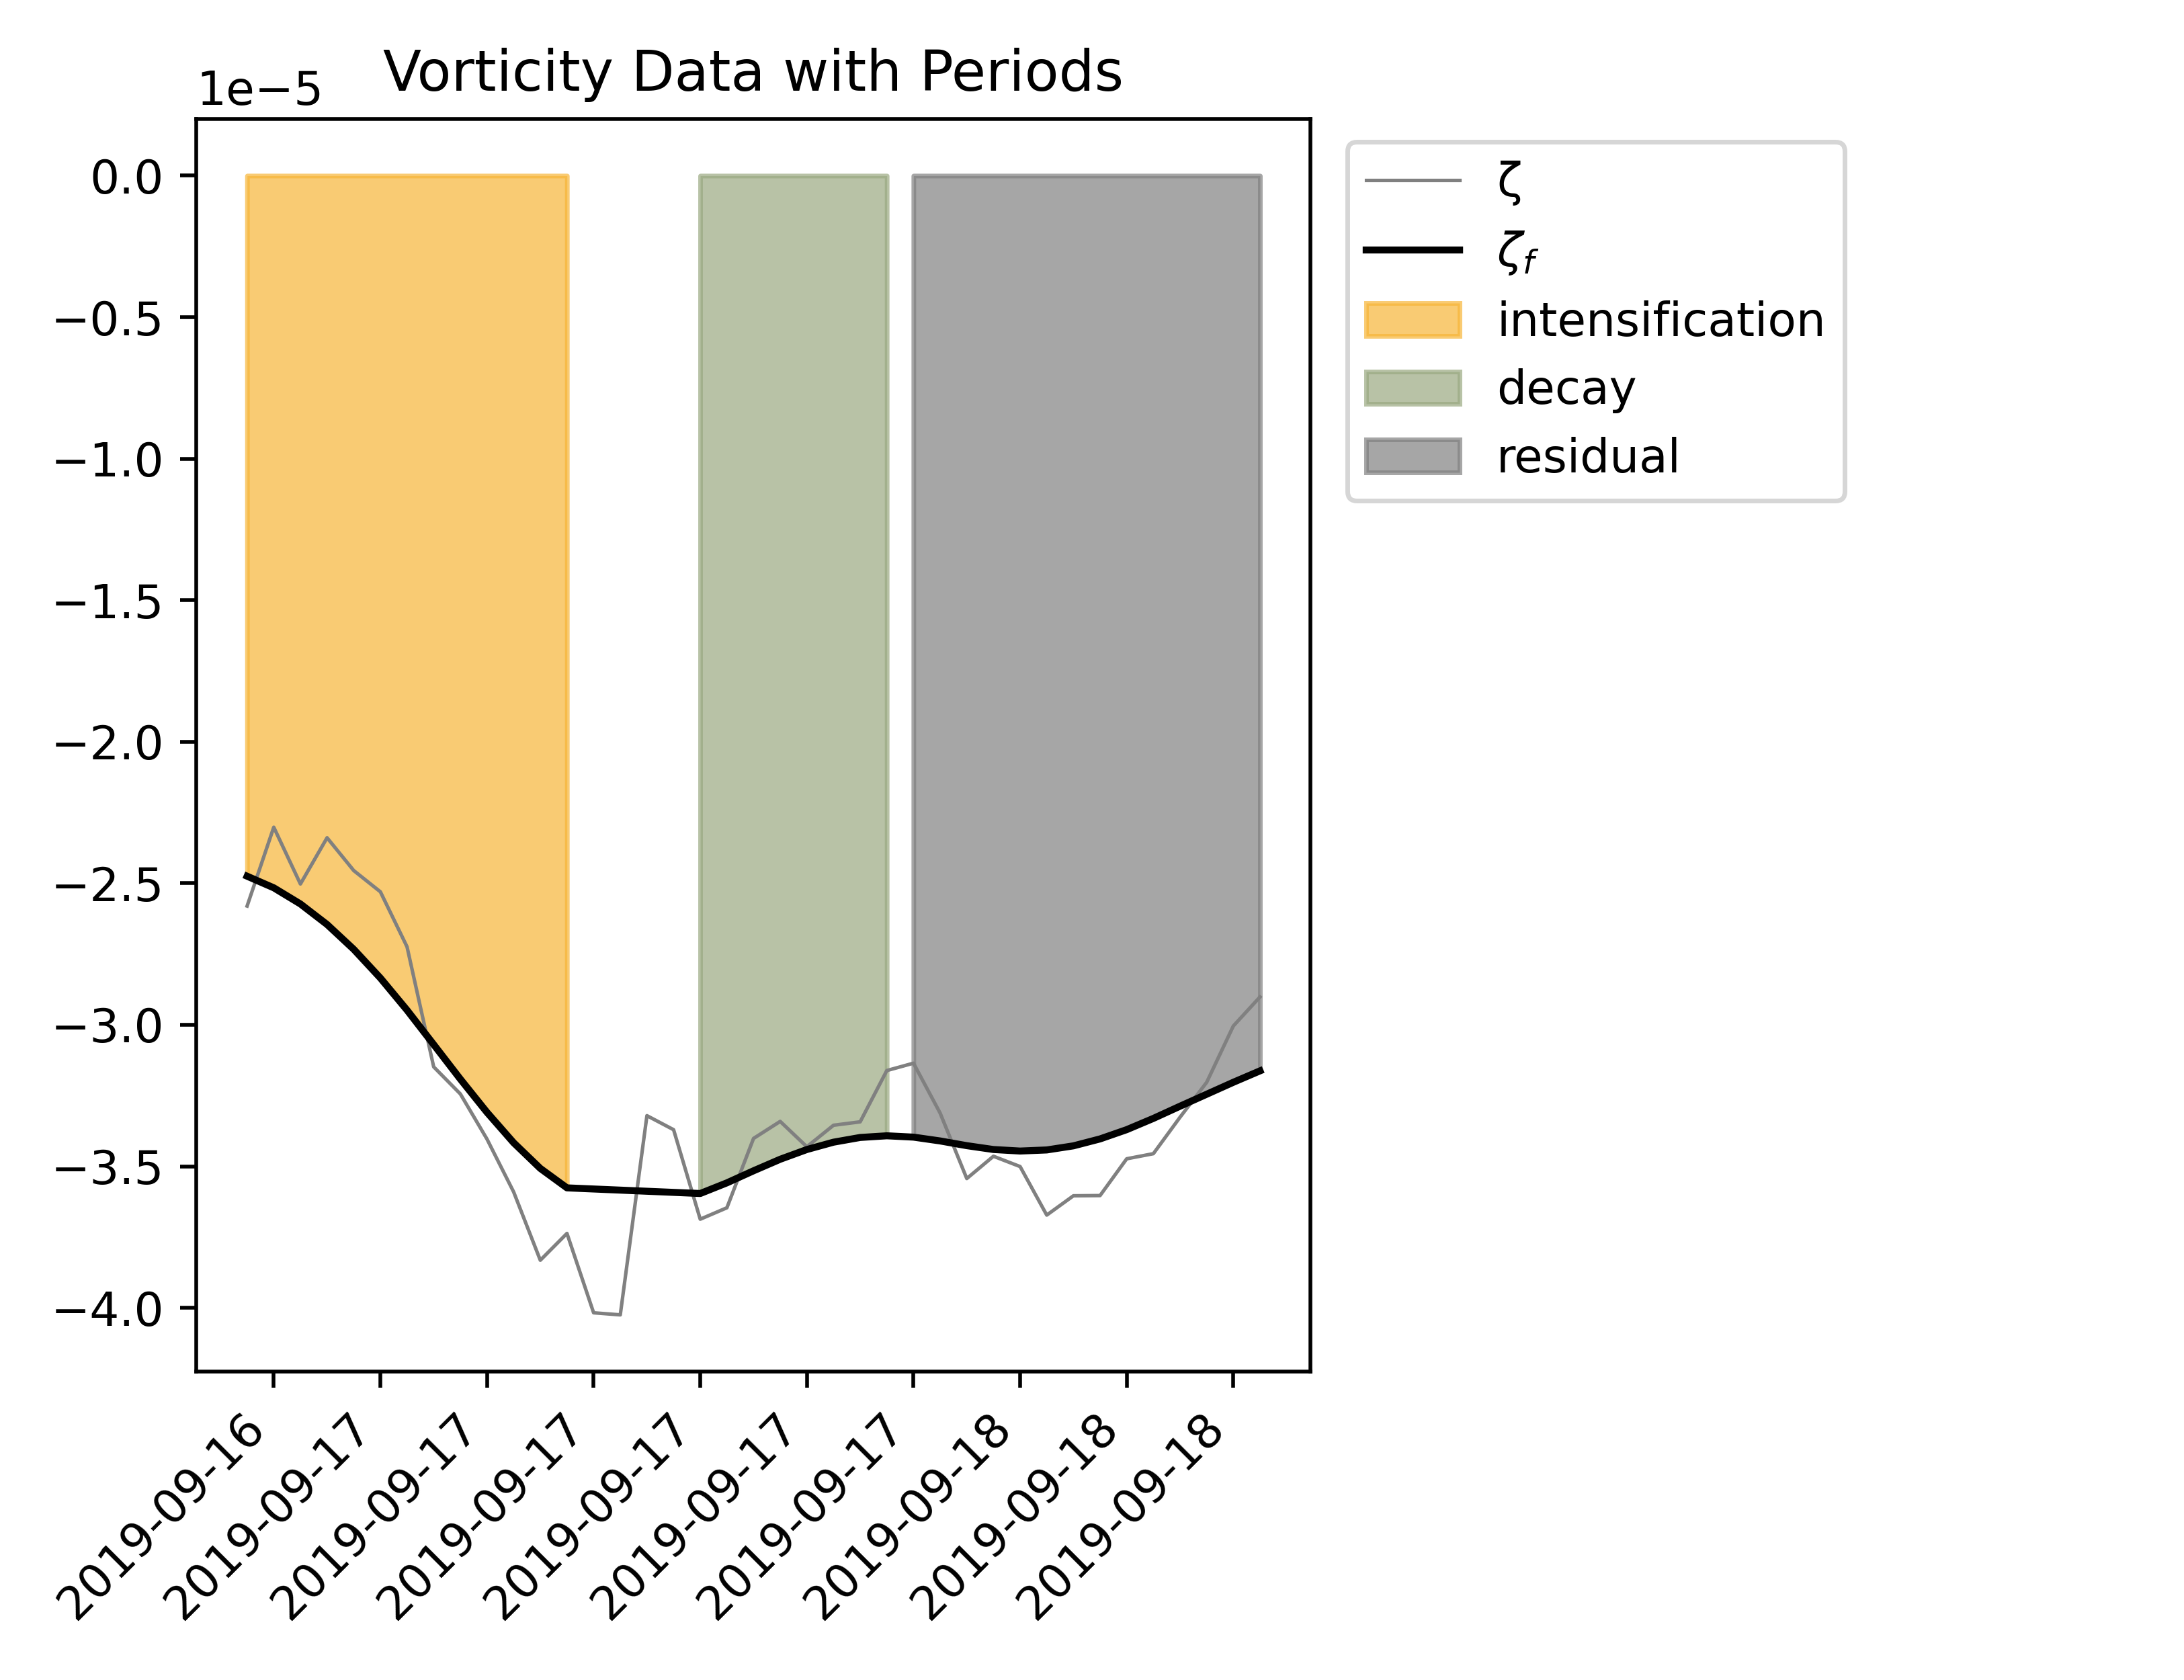 Vorticity Data with Periods
1e−5
0.0
−0.5
−1.0
−1.5
−2.0
−2.5
−3.0
−3.5
−4.0
2019-09-16
2019-09-17
2019-09-17
2019-09-17
2019-09-17
2019-09-17
2019-09-17
2019-09-18
2019-09-18
2019-09-18
ζ
ζf
intensification
decay
residual